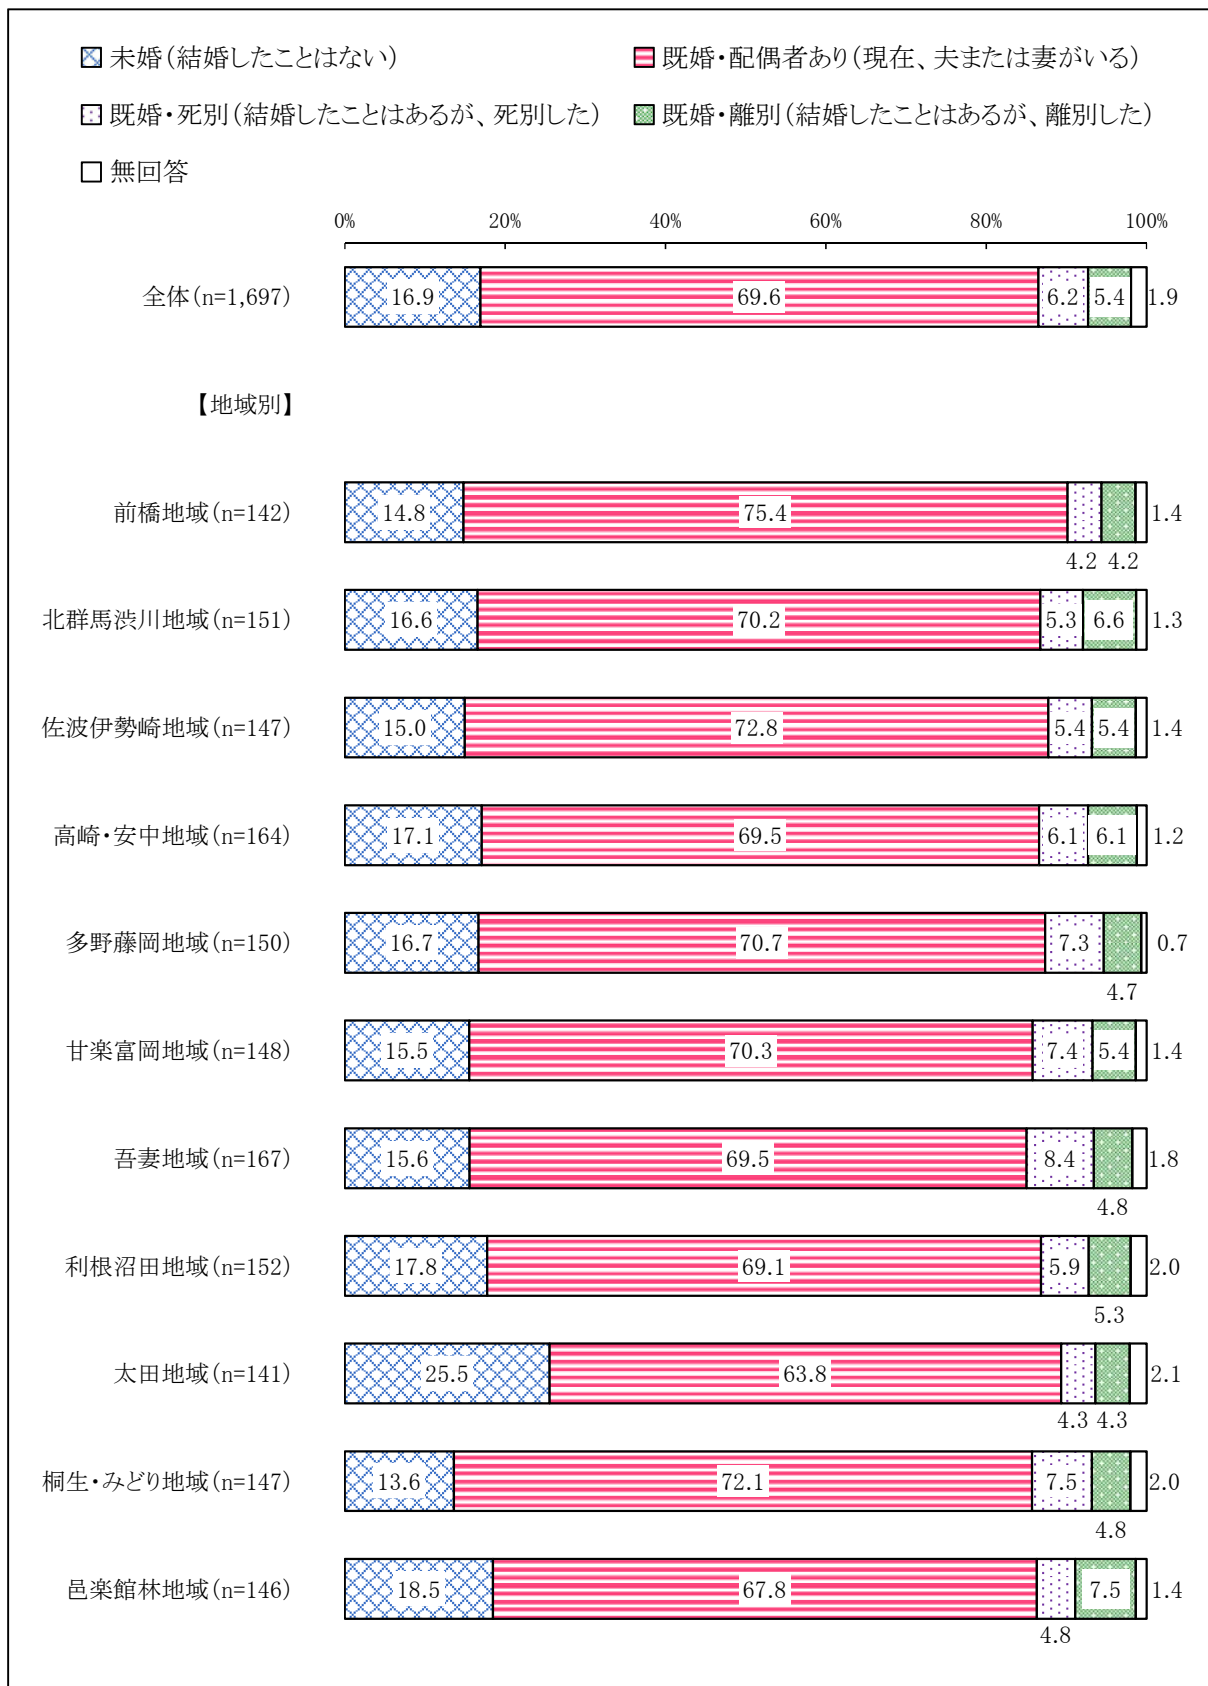 未婚(結婚したことはない) 既婚・配偶者あり(現在、夫または妻がいる)
既婚・死別(結婚したことはあるが、死別した) 既婚・離別(結婚したことはあるが、離別した)
無回答
0% 20% 40% 60% 80% 100%
全体(n=1,697) 16.9 69.6 6.2 5.4 1.9
【地域別】
前橋地域(n=142) 14.8 75.4 1.4
4.2 4.2
北群馬渋川地域(n=151) 16.6 70.2 5.3 6.6 1.3
佐波伊勢崎地域(n=147) 15.0 72.8 5.4 5.4 1.4
高崎・安中地域(n=164) 17.1 69.5 6.1 6.1 1.2
多野藤岡地域(n=150) 16.7 70.7 7.3 0.7
4.7
甘楽富岡地域(n=148) 15.5 70.3 7.4 5.4 1.4
吾妻地域(n=167) 15.6 69.5 8.4 1.8
4.8
利根沼田地域(n=152) 17.8 69.1 5.9 2.0
5.3
太田地域(n=141) 25.5 63.8 2.1
4.3 4.3
桐生・みどり地域(n=147) 13.6 72.1 7.5 2.0
4.8
邑楽館林地域(n=146) 18.5 67.8 7.5 1.4
4.8